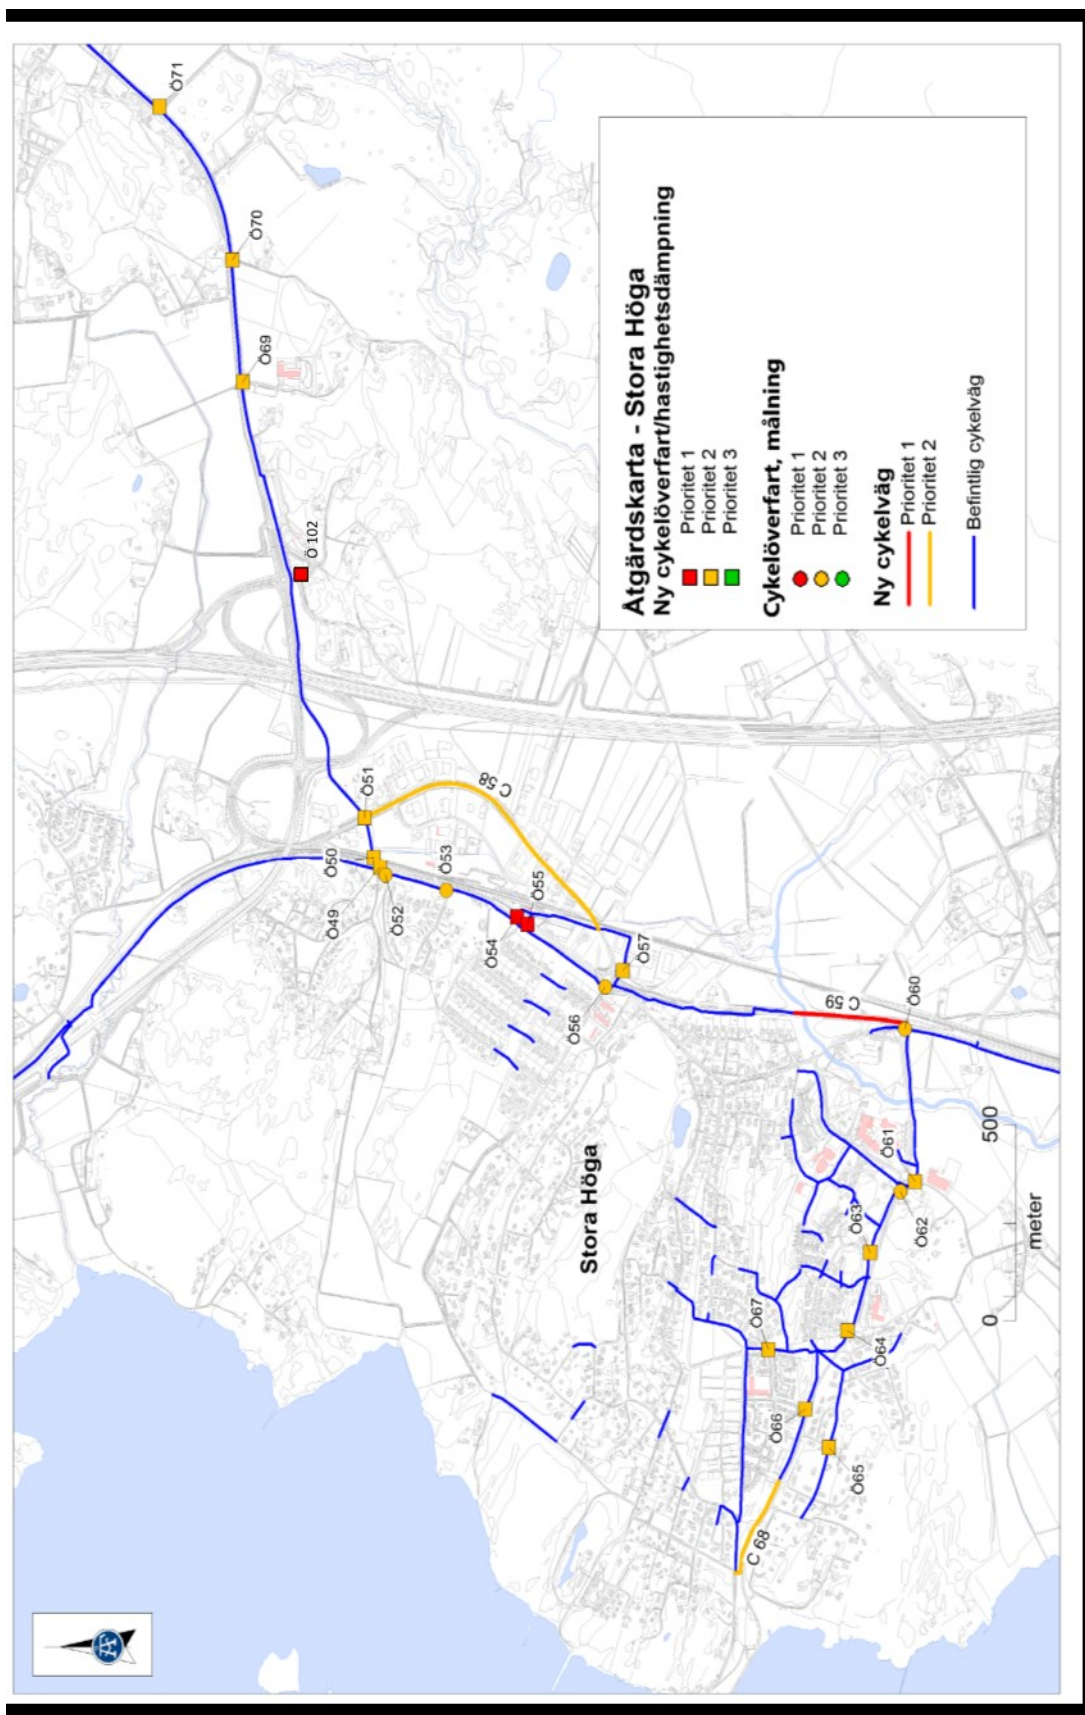 Åtgärdskarta - Stora Höga
Ny cykelöverfart/hastighetsdämpning
Prioritet 1
Prioritet 2
Prioritet 3
Cykelöverfart, målning
Prioritet 1
Prioritet 2
Prioritet 3
Ny cykelväg
Prioritet 1
Prioritet 2
Befintlig cykelväg
Ö71
Ö70
Ö69
Ö 102
Ö51
C 58
Ö50
Ö49
Ö52
Ö53
Ö55
Ö54
Ö57
Ö56
C 59
Ö60
Ö61
Ö62
Ö63
Ö64
Ö67
Ö66
Ö65
C 68
Stora Höga
0
500
meter